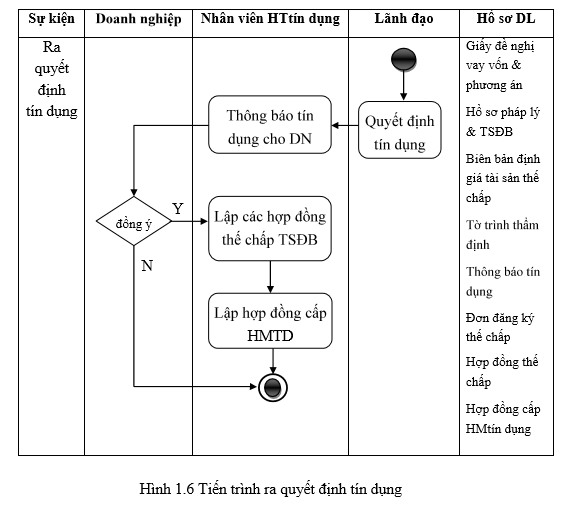 Sự kiện
Doanh nghiệp
Nhân viên HTtín dụng
Lãnh đạo
Hồ sơ DL
Ra
quyết
định
tín dụng
Thông báo tín
dụng cho DN
Quyết định
tín dụng
đồng ý
Y
N
Lập các hợp đồng
thế chấp TSĐB
Lập hợp đồng cấp
HMTD
Giấy đề nghị
vay vốn &
phương án
Hồ sơ pháp lý
& TSĐB
Biên bản định
giá tài sản thế
chấp
Tờ trình thẩm
định
Thông báo tín
dụng
Đơn đăng ký
thế chấp
Hợp đồng thế
chấp
Hợp đồng cấp
HMtín dụng
Hình 1.6 Tiến trình ra quyết định tín dụng